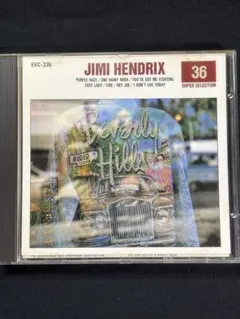 EVC-336
JIMI HENDRIX
36
SUPER SELECTION
PURPLE HAZE / ONE RAINY WISH / YOU'VE GOT ME FLOATING
FOXY LADY / FIRE / HEY JOE / I DON'T LIVE TODAY
Beverly
Hills